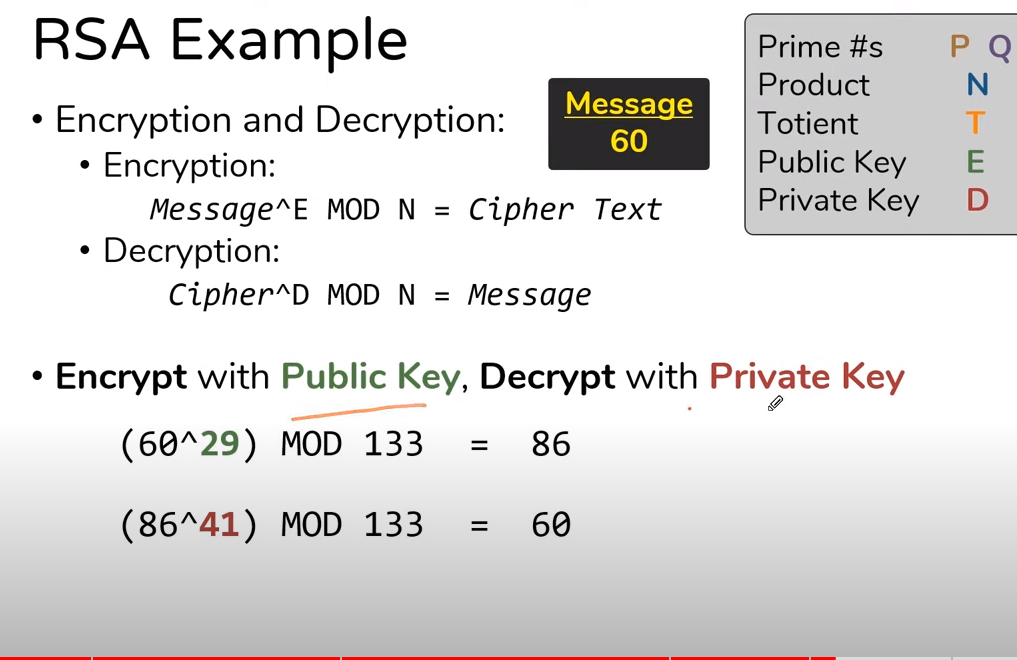 RSA Example
• Encryption and Decryption:
• Encryption:
Message^E MOD N = Cipher Text
• Decryption:
Cipher^D MOD N = Message
Message
60
Prime #s P Q
Product N
Totient T
Public Key E
Private Key D
• Encrypt with Public Key, Decrypt with Private Key
(60^29) MOD 133 = 86
(86^41) MOD 133 = 60